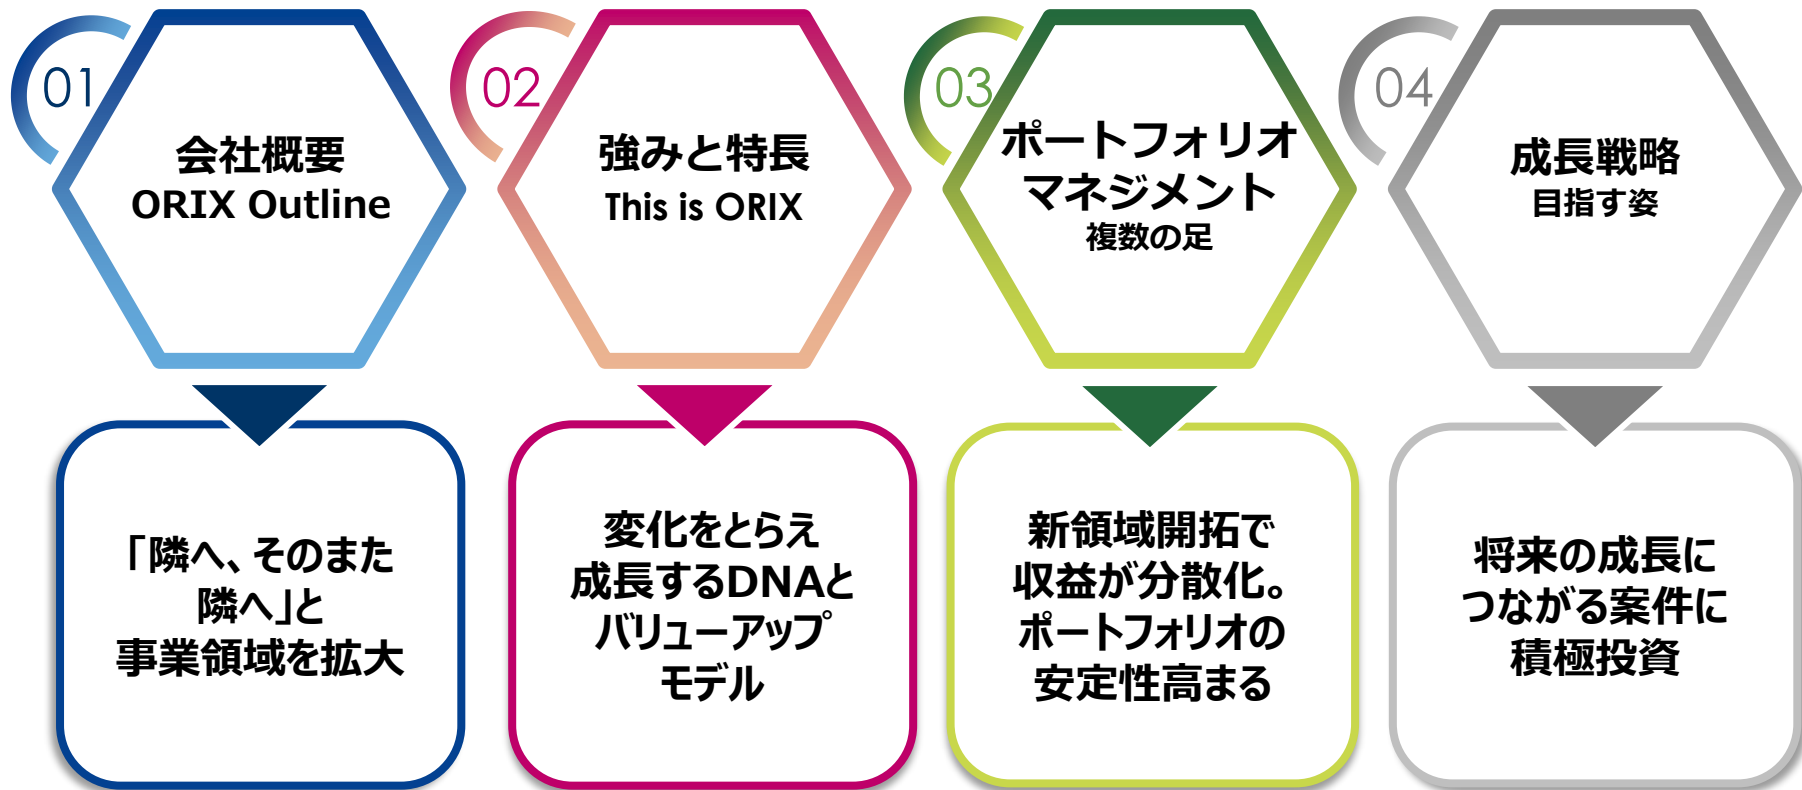 01
会社概要
ORIX Outline
「隣へ、そのまた
隣へ」と
事業領域を拡大
02
強みと特長
This is ORIX
変化をとらえ
成長するDNAと
バリューアップ
モデル
03
ポートフォリオ
マネジメント
複数の足
新領域開拓で
収益が分散化。
ポートフォリオの
安定性高まる
04
成長戦略
目指す姿
将来の成長に
つながる案件に
積極投資